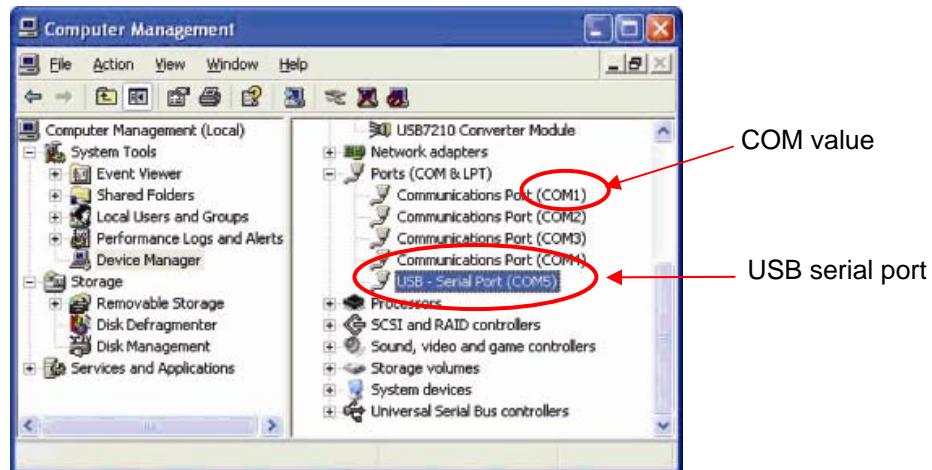 Computer Management
File Action View Window Help
Computer Management (Local)
System Tools
Event Viewer
Shared Folders
Local Users and Groups
Performance Logs and Alerts
Device Manager
Storage
Removable Storage
Disk Defragmenter
Disk Management
Services and Applications
USB7210 Converter Module
Network adapters
Ports (COM & LPT)
Communications Port (COM1)
Communications Port (COM2)
Communications Port (COM3)
Communications Port (COM4)
USB - Serial Port (COM5)
Processors
SCSI and RAID controllers
Sound, video and game controllers
Storage volumes
System devices
Universal Serial Bus controllers
COM value
USB serial port